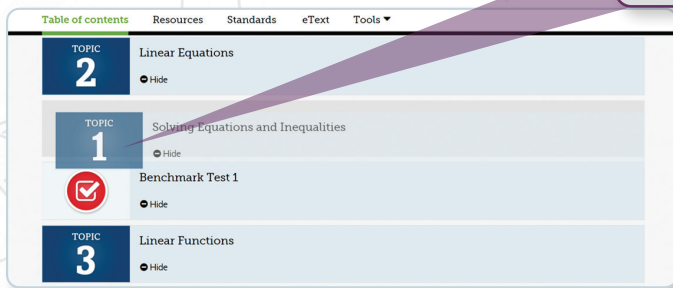 Table of contents Resources Standards eText Tools
TOPIC
2
Linear Equations
Hide
TOPIC
1
Solving Equations and Inequalities
Hide
Benchmark Test 1
Hide
TOPIC
3
Linear Functions
Hide